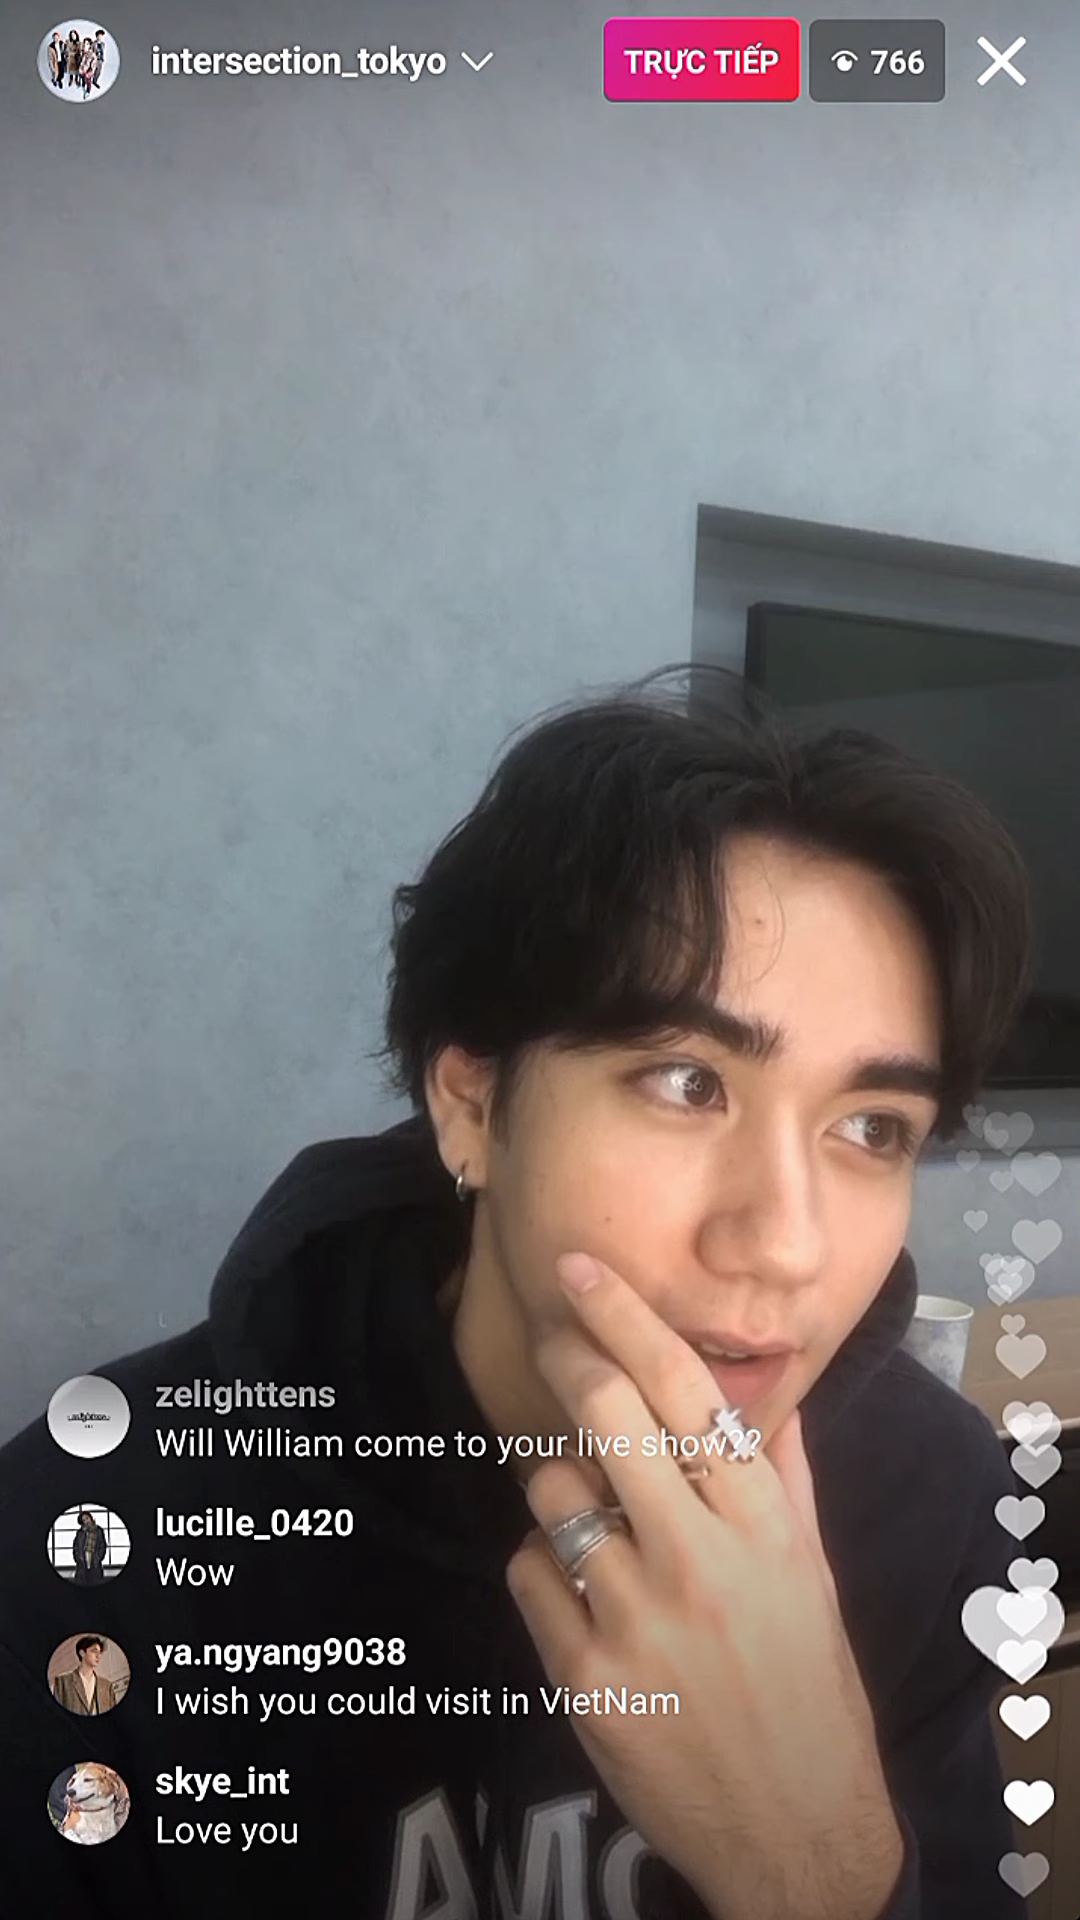 intersection_tokyo
TRỰC TIẾP
766
zelighttens
Will William come to your live show??
lucille_0420
Wow
ya.ngyang9038
I wish you could visit in VietNam
skye_int
Love you